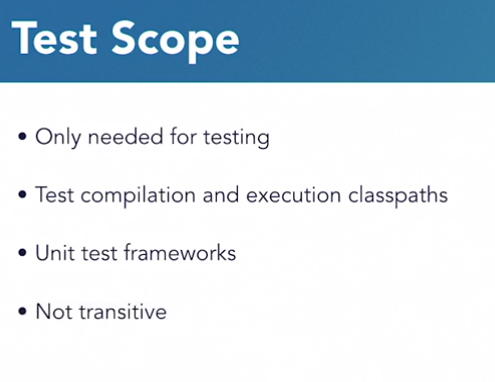 Test Scope
• Only needed for testing
• Test compilation and execution classpaths
• Unit test frameworks
• Not transitive